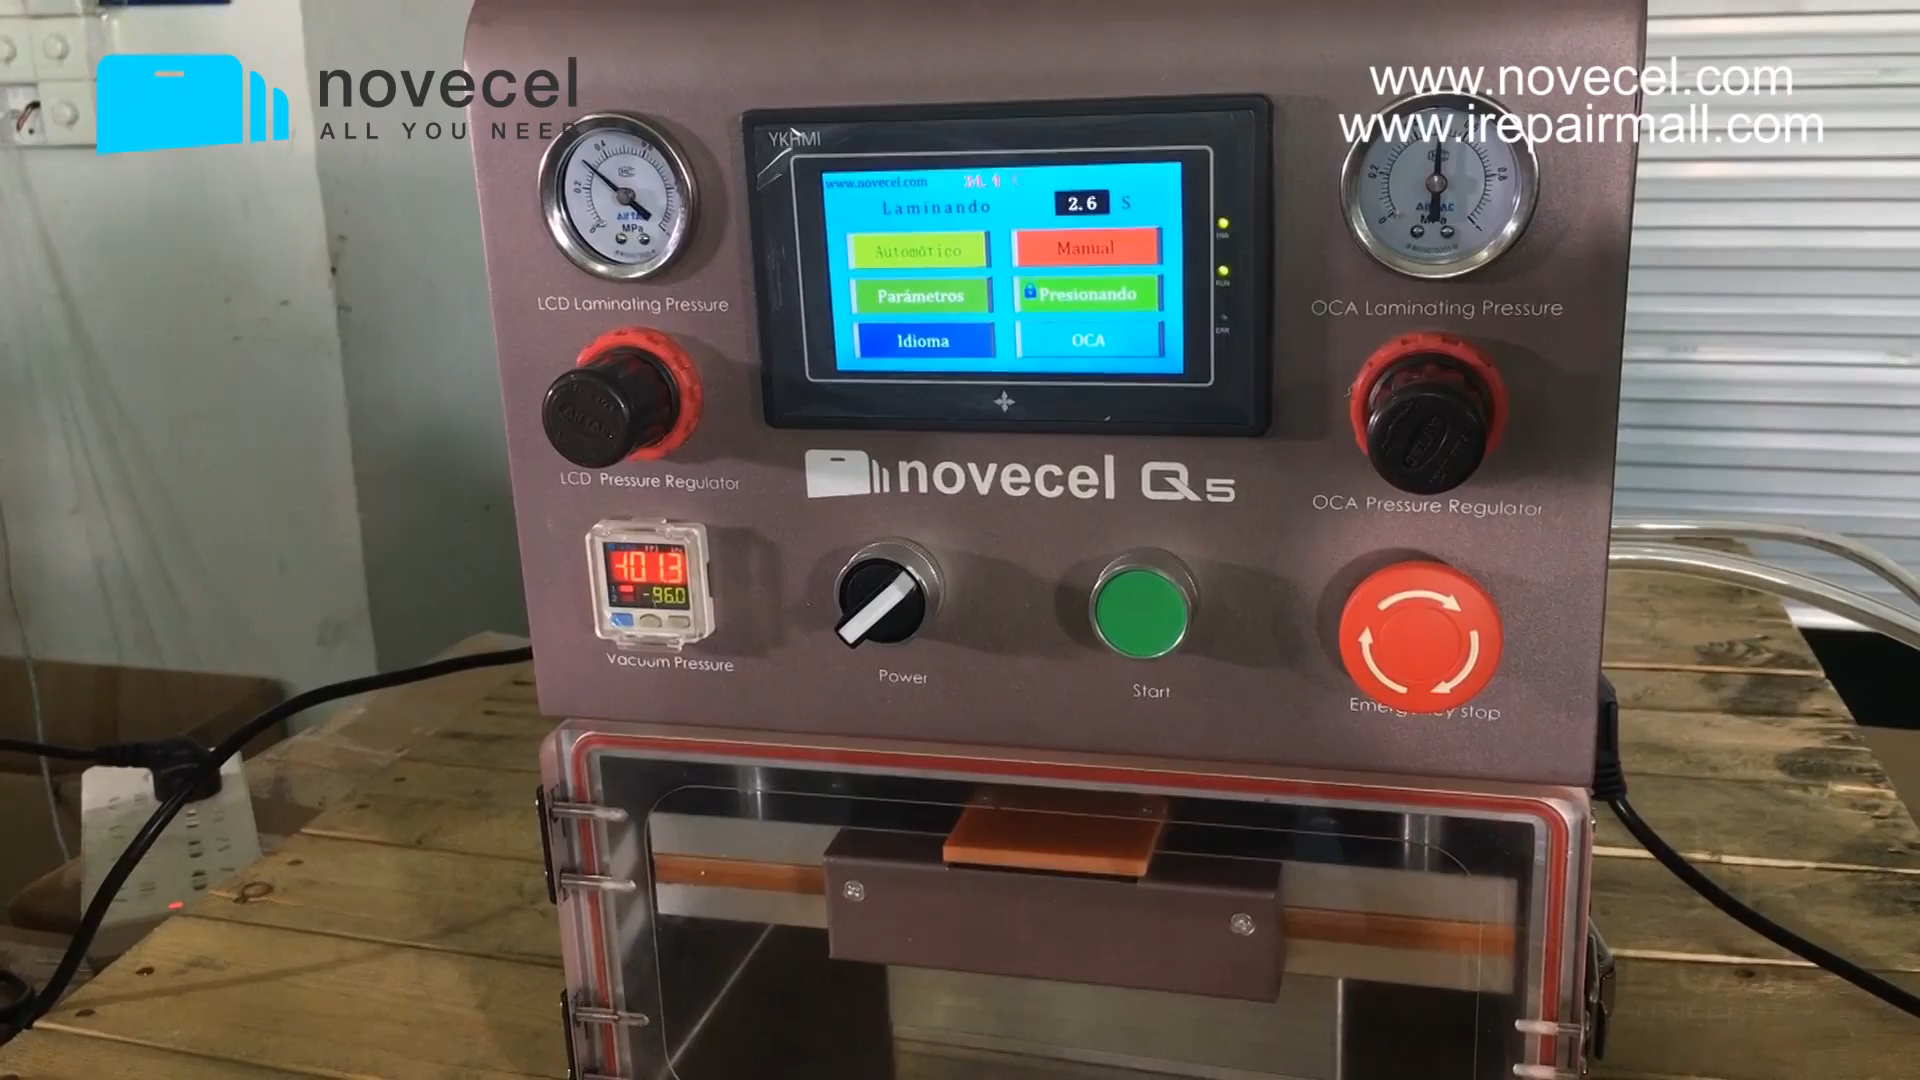 novecel
ALL YOU NEED
www.novecel.com
www.irepairmall.com
YKHMI
www.novecel.com
Laminando 2.6 S
Automático
Manual
Parámetros
Presionando
Idioma
OCA
MPa
LCD Laminating Pressure
OCA Laminating Pressure
LCD Pressure Regulator
OCA Pressure Regulator
novecel Q5
-96.0
Vacuum Pressure
Power
Start
Emergency stop